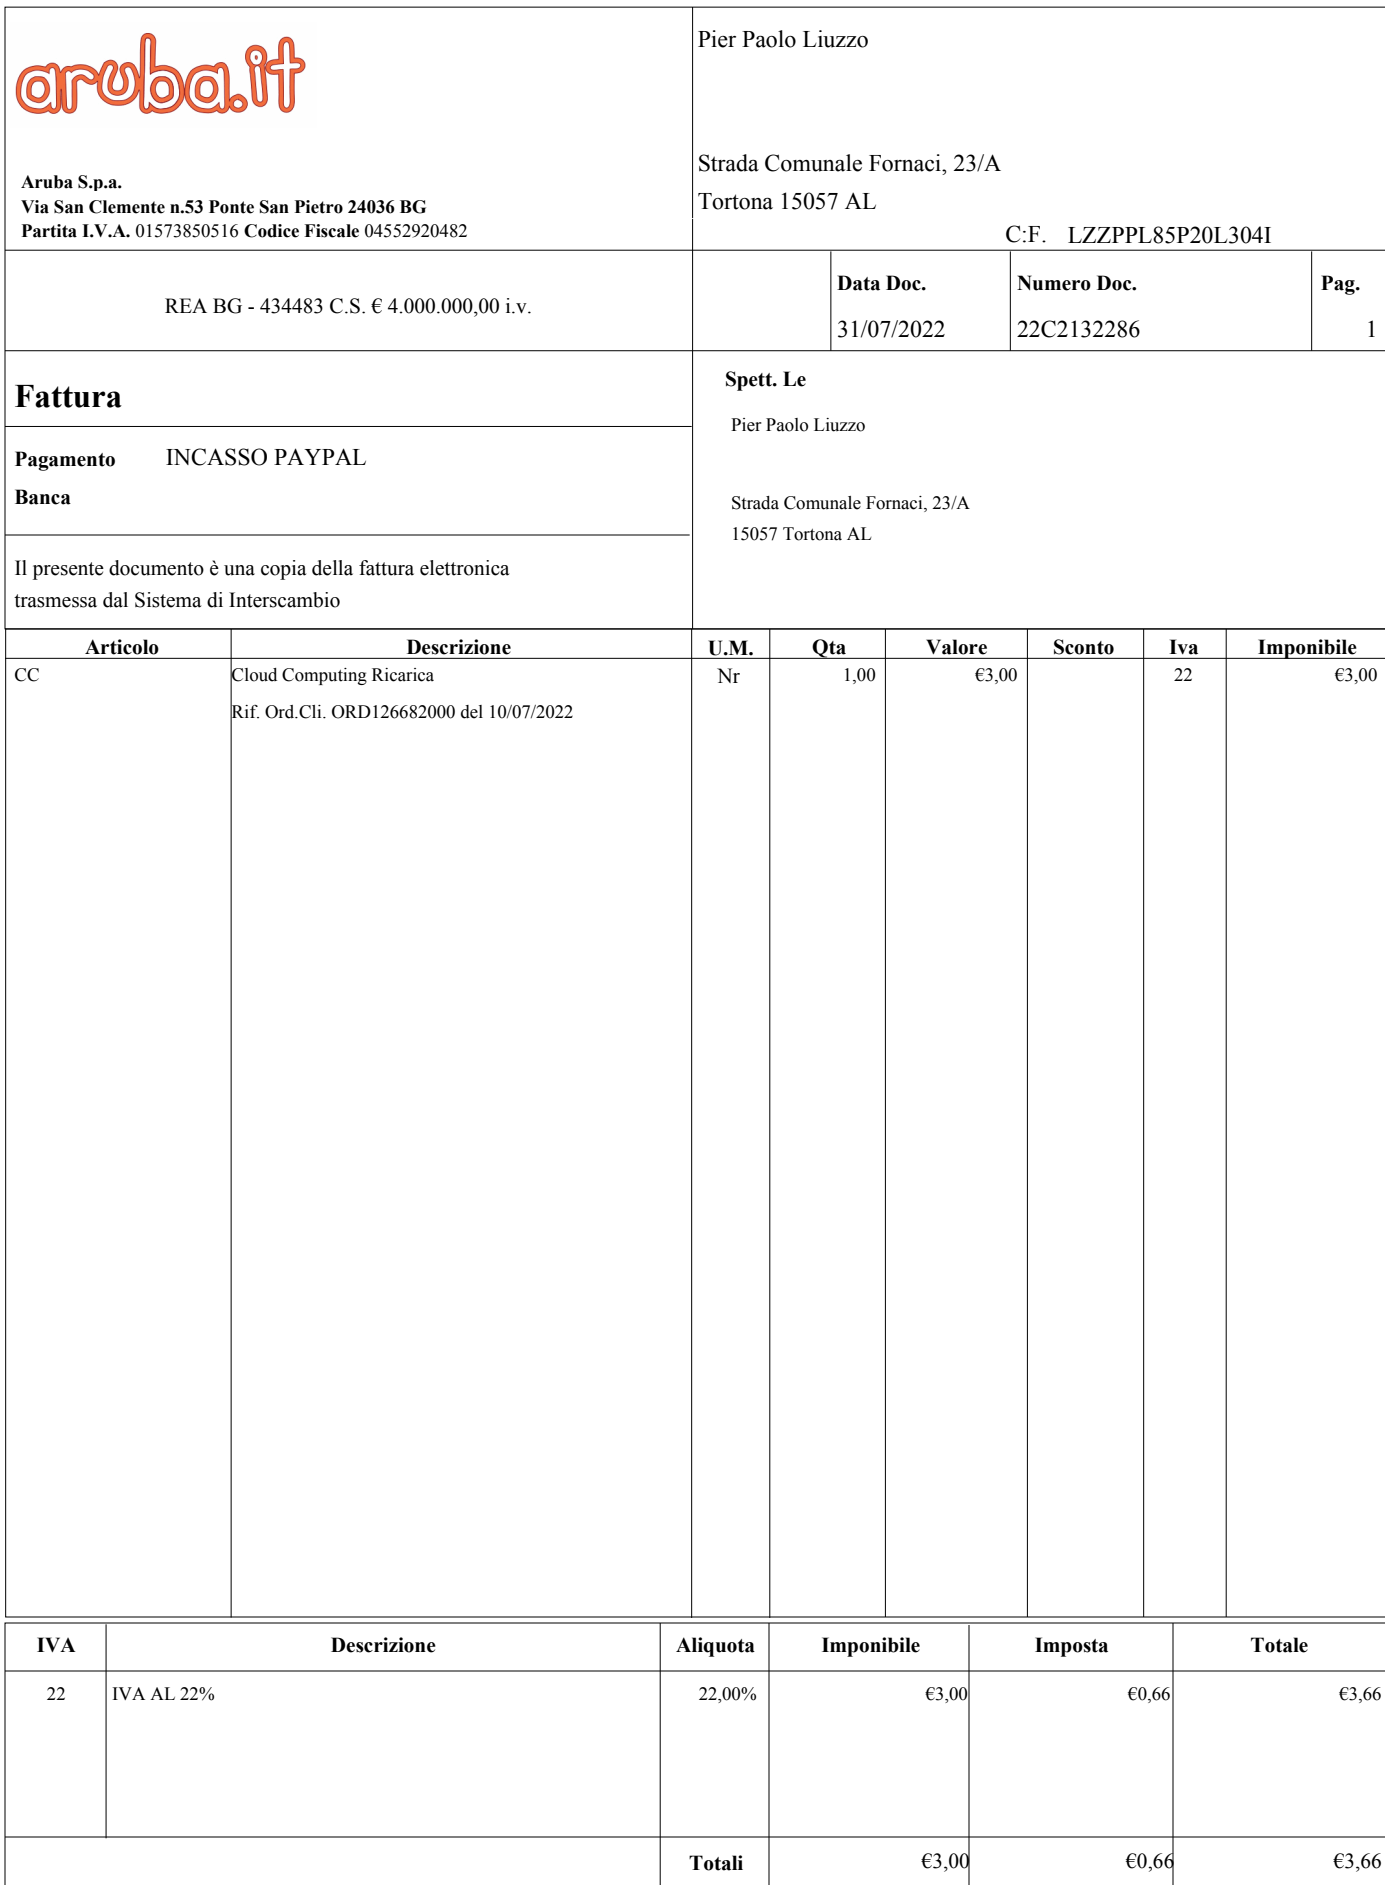 aruba.it
Aruba S.p.a.
Via San Clemente n.53 Ponte San Pietro 24036 BG
Partita I.V.A. 01573850516 Codice Fiscale 04552920482
Pier Paolo Liuzzo
Strada Comunale Fornaci, 23/A
Tortona 15057 AL
C:F. LZZPPL85P20L304I
REA BG - 434483 C.S. € 4.000.000,00 i.v.
Data Doc. Numero Doc. Pag.
31/07/2022 22C2132286 1
Fattura
Pagamento INCASSO PAYPAL
Banca
Il presente documento è una copia della fattura elettronica
trasmessa dal Sistema di Interscambio
Spett. Le
Pier Paolo Liuzzo
Strada Comunale Fornaci, 23/A
15057 Tortona AL
Articolo Descrizione U.M. Qta Valore Sconto Iva Imponibile
CC Cloud Computing Ricarica Nr 1,00 €3,00 22 €3,00
Rif. Ord.Cli. ORD126682000 del 10/07/2022
IVA Descrizione Aliquota Imponibile Imposta Totale
22 IVA AL 22% 22,00% €3,00 €0,66 €3,66
Totali €3,00 €0,66 €3,66